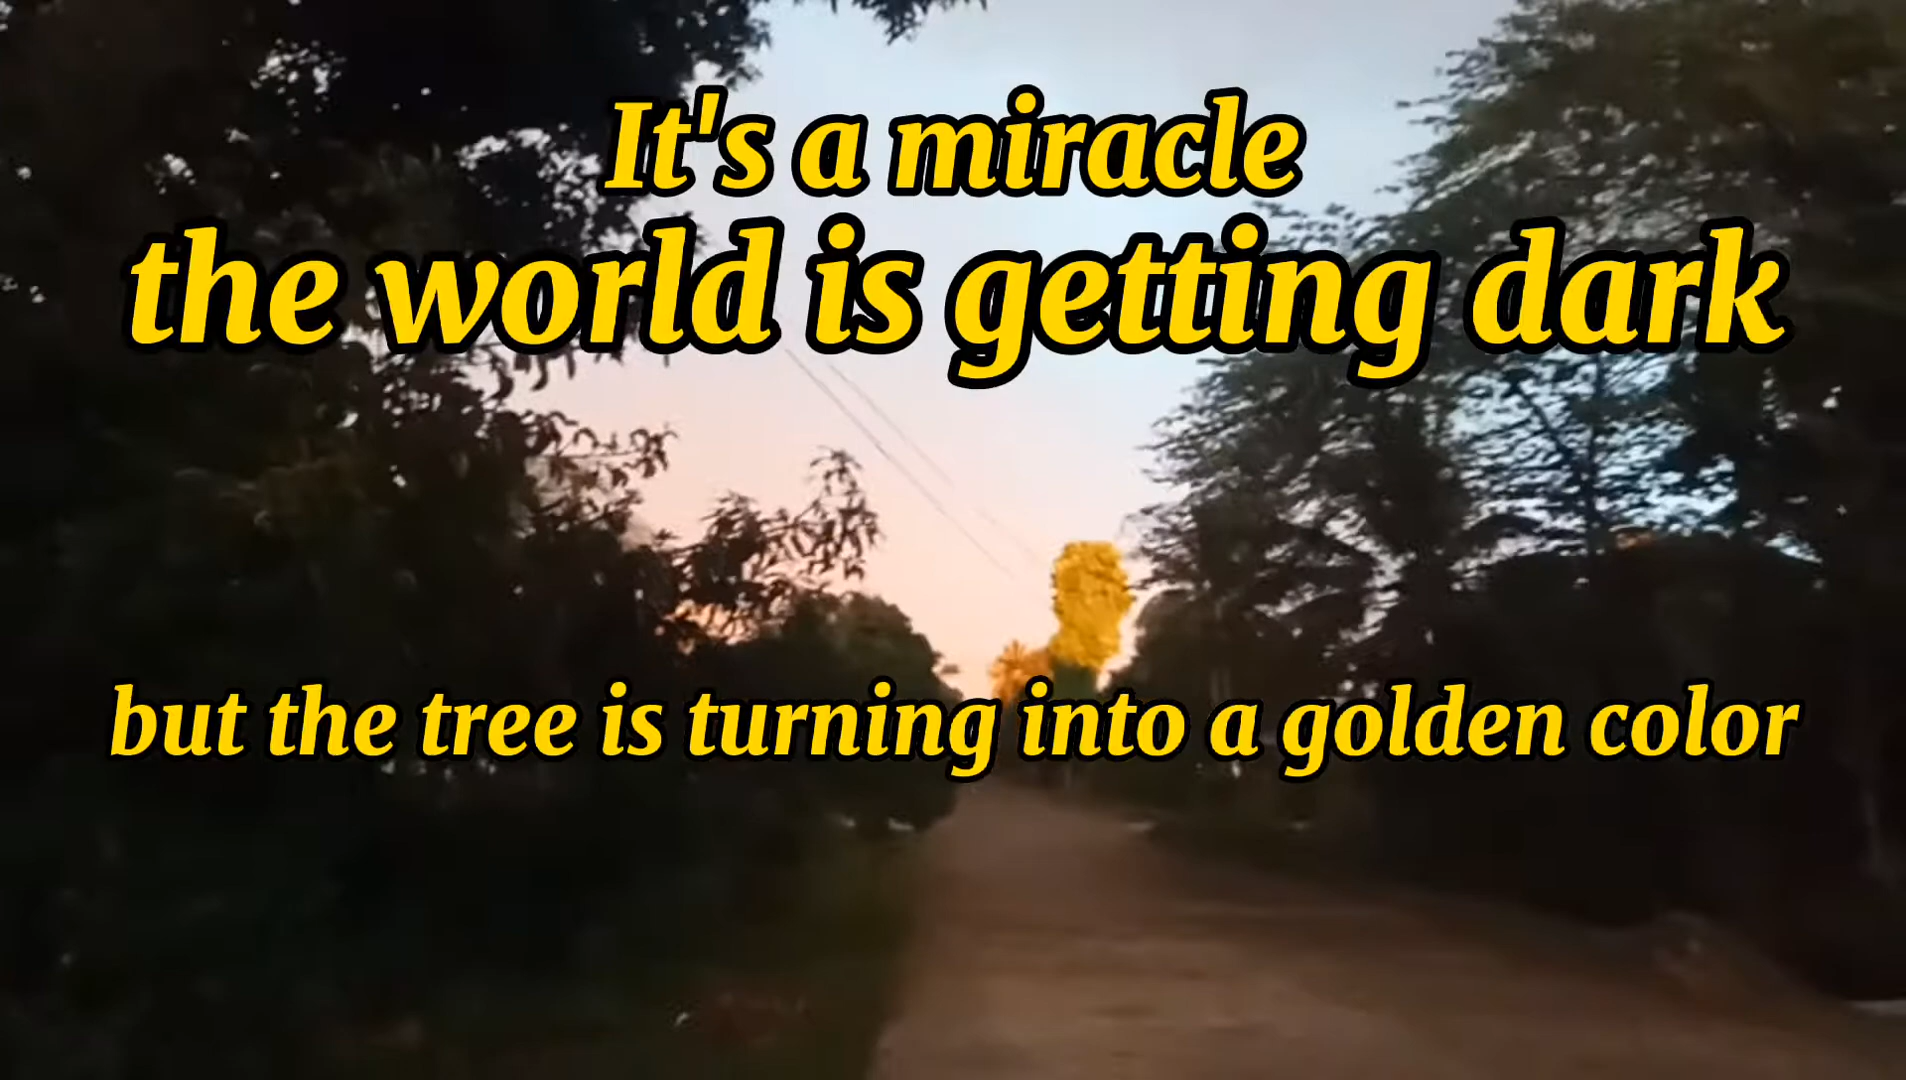 It's a miracle
the world is getting dark
but the tree is turning into a golden color